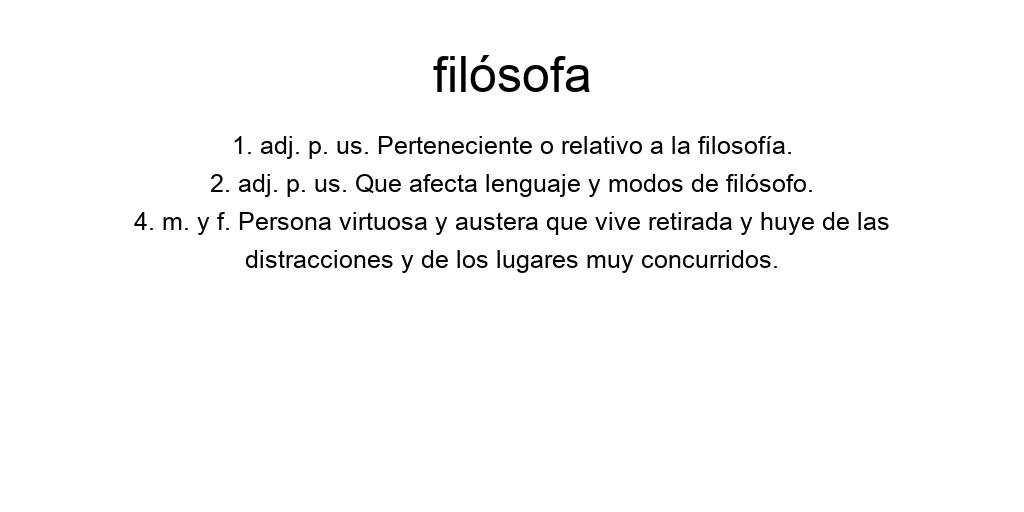 filósofa
1. adj. p. us. Perteneciente o relativo a la filosofía.
2. adj. p. us. Que afecta lenguaje y modos de filósofo.
4. m. y f. Persona virtuosa y austera que vive retirada y huye de las
distracciones y de los lugares muy concurridos.